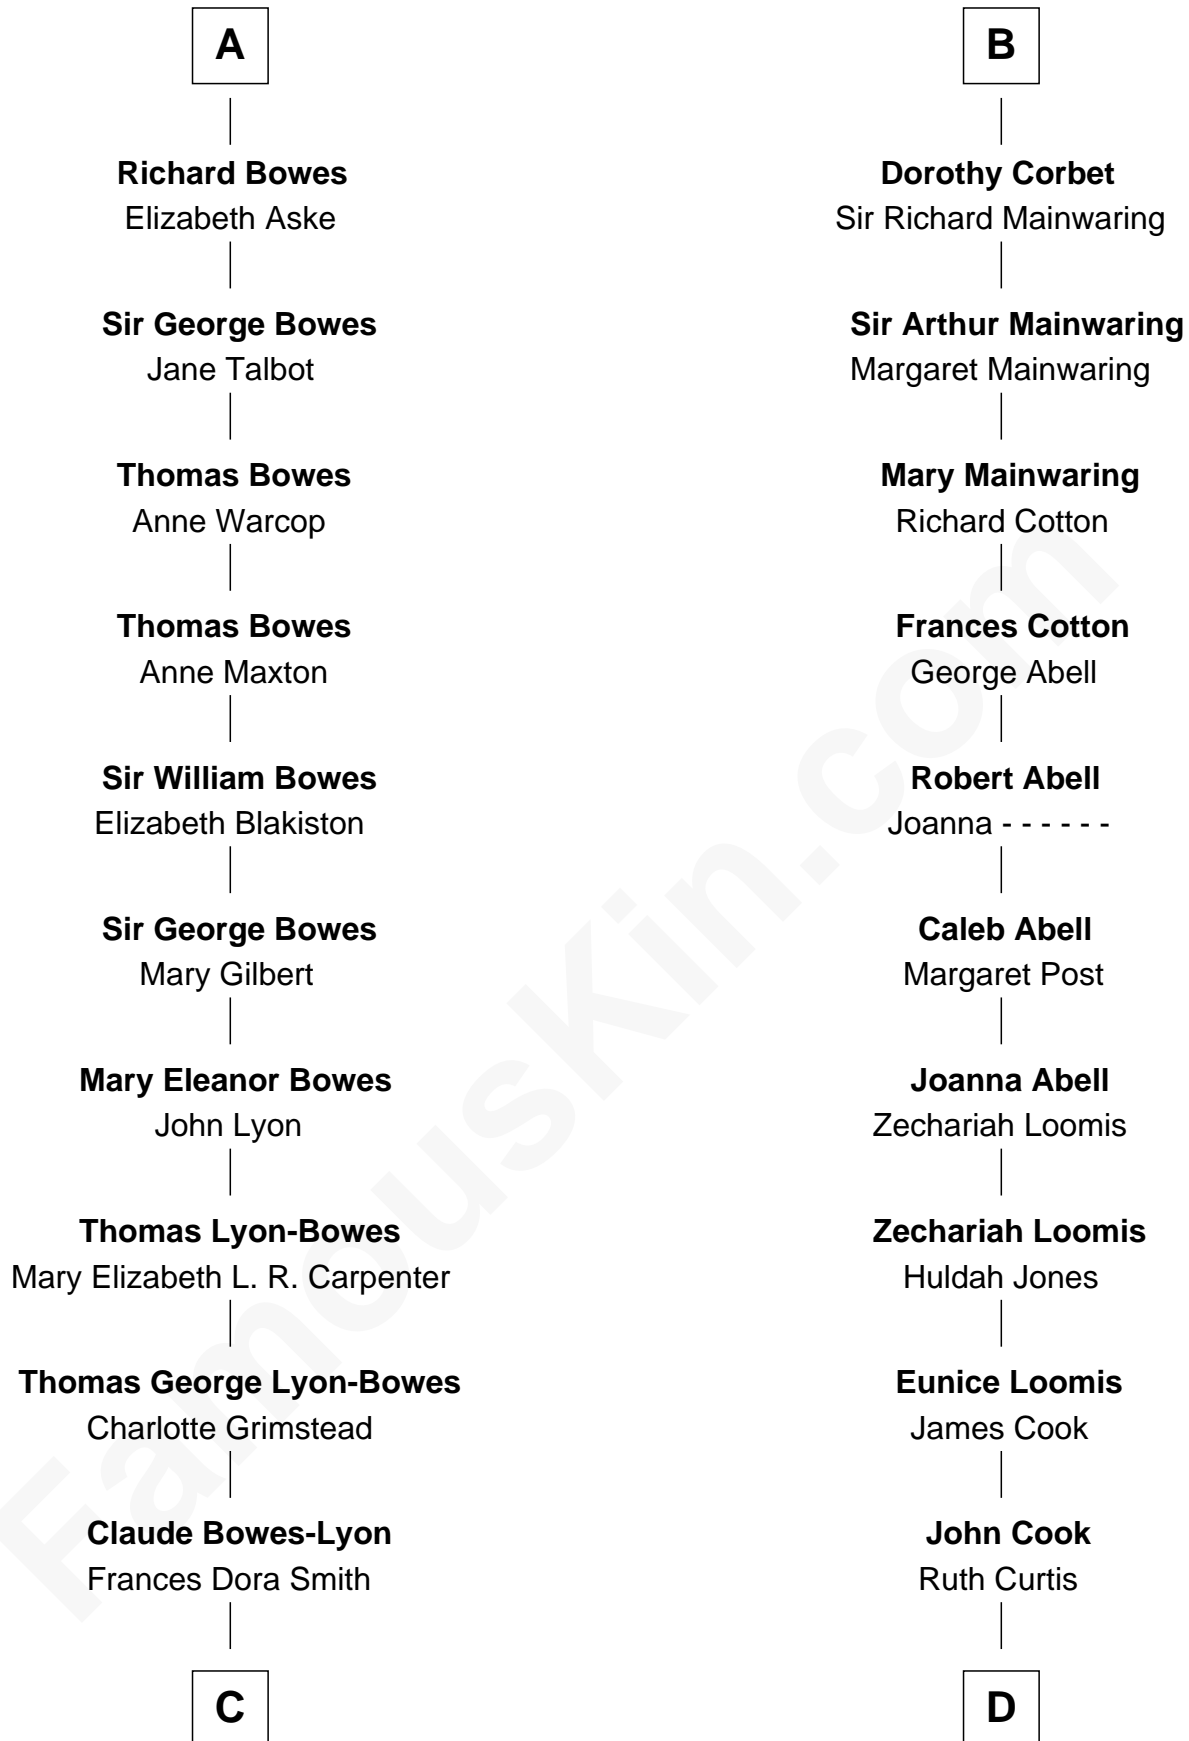 A
Richard Bowes
Elizabeth Aske
Sir George Bowes
Jane Talbot
Thomas Bowes
Anne Warcop
Thomas Bowes
Anne Maxton
Sir William Bowes
Elizabeth Blakiston
Sir George Bowes
Mary Gilbert
Mary Eleanor Bowes
John Lyon
Thomas Lyon-Bowes
Mary Elizabeth L. R. Carpenter
Thomas George Lyon-Bowes
Charlotte Grimstead
Claude Bowes-Lyon
Frances Dora Smith
C
B
Dorothy Corbet
Sir Richard Mainwaring
Sir Arthur Mainwaring
Margaret Mainwaring
Mary Mainwaring
Richard Cotton
Frances Cotton
George Abell
Robert Abell
Joanna - - - - - -
Caleb Abell
Margaret Post
Joanna Abell
Zechariah Loomis
Zechariah Loomis
Huldah Jones
Eunice Loomis
James Cook
John Cook
Ruth Curtis
D
FamousKin.com